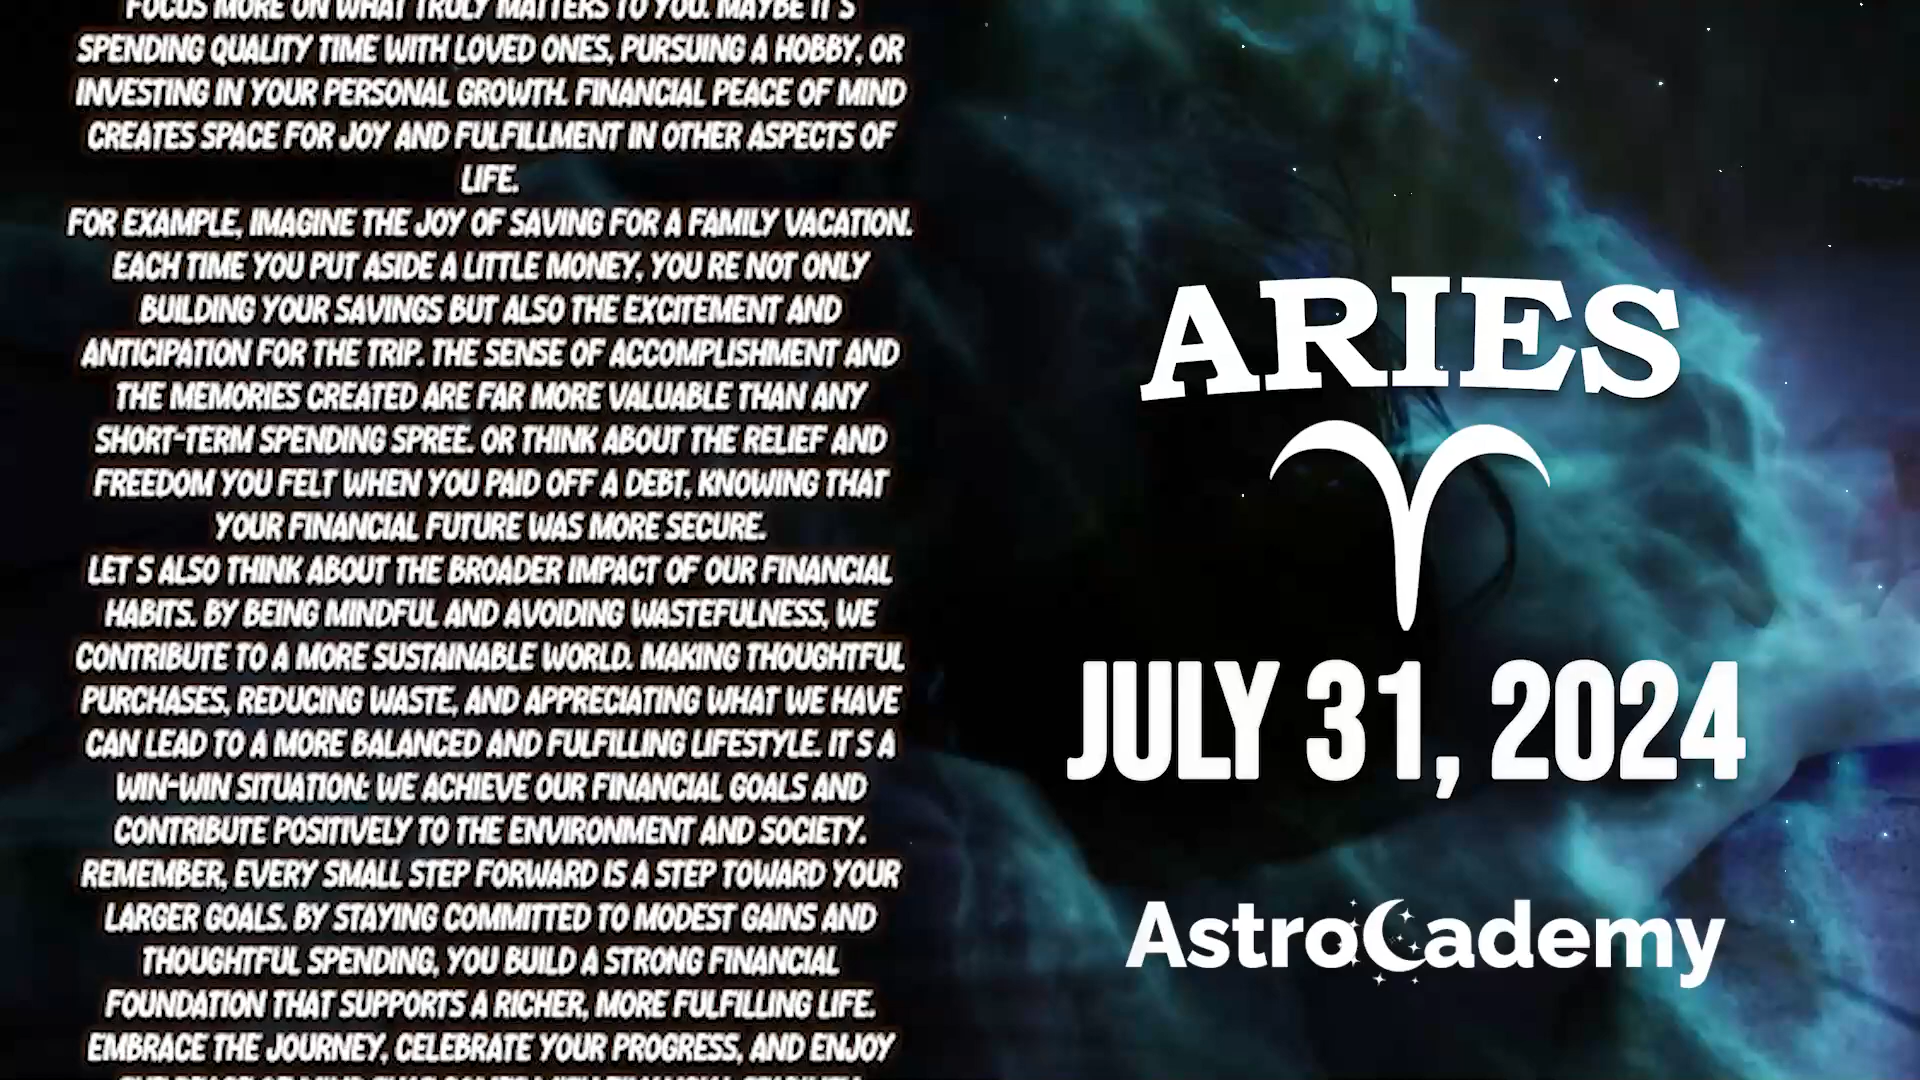 FOCUS MORE ON WHAT TRULY MATTERS TO YOU. MAYBE IT'S
SPENDING QUALITY TIME WITH LOVED ONES, PURSUING A HOBBY, OR
INVESTING IN YOUR PERSONAL GROWTH. FINANCIAL PEACE OF MIND
CREATES SPACE FOR JOY AND FULFILLMENT IN OTHER ASPECTS OF
LIFE.
FOR EXAMPLE, IMAGINE THE JOY OF SAVING FOR A FAMILY VACATION.
EACH TIME YOU PUT ASIDE A LITTLE MONEY, YOU RE NOT ONLY
BUILDING YOUR SAVINGS BUT ALSO THE EXCITEMENT AND
ANTICIPATION FOR THE TRIP. THE SENSE OF ACCOMPLISHMENT AND
THE MEMORIES CREATED ARE FAR MORE VALUABLE THAN ANY
SHORT-TERM SPENDING SPREE. OR THINK ABOUT THE RELIEF AND
FREEDOM YOU FELT WHEN YOU PAID OFF A DEBT, KNOWING THAT
YOUR FINANCIAL FUTURE WAS MORE SECURE.
LET S ALSO THINK ABOUT THE BROADER IMPACT OF OUR FINANCIAL
HABITS. BY BEING MINDFUL AND AVOIDING WASTEFULNESS, WE
CONTRIBUTE TO A MORE SUSTAINABLE WORLD. MAKING THOUGHTFUL
PURCHASES, REDUCING WASTE, AND APPRECIATING WHAT WE HAVE
CAN LEAD TO A MORE BALANCED AND FULFILLING LIFESTYLE. IT S A
WIN-WIN SITUATION: WE ACHIEVE OUR FINANCIAL GOALS AND
CONTRIBUTE POSITIVELY TO THE ENVIRONMENT AND SOCIETY.
REMEMBER, EVERY SMALL STEP FORWARD IS A STEP TOWARD YOUR
LARGER GOALS. BY STAYING COMMITTED TO MODEST GAINS AND
THOUGHTFUL SPENDING, YOU BUILD A STRONG FINANCIAL
FOUNDATION THAT SUPPORTS A RICHER, MORE FULFILLING LIFE.
EMBRACE THE JOURNEY, CELEBRATE YOUR PROGRESS, AND ENJOY
ARIES
JULY 31, 2024
AstroCademy